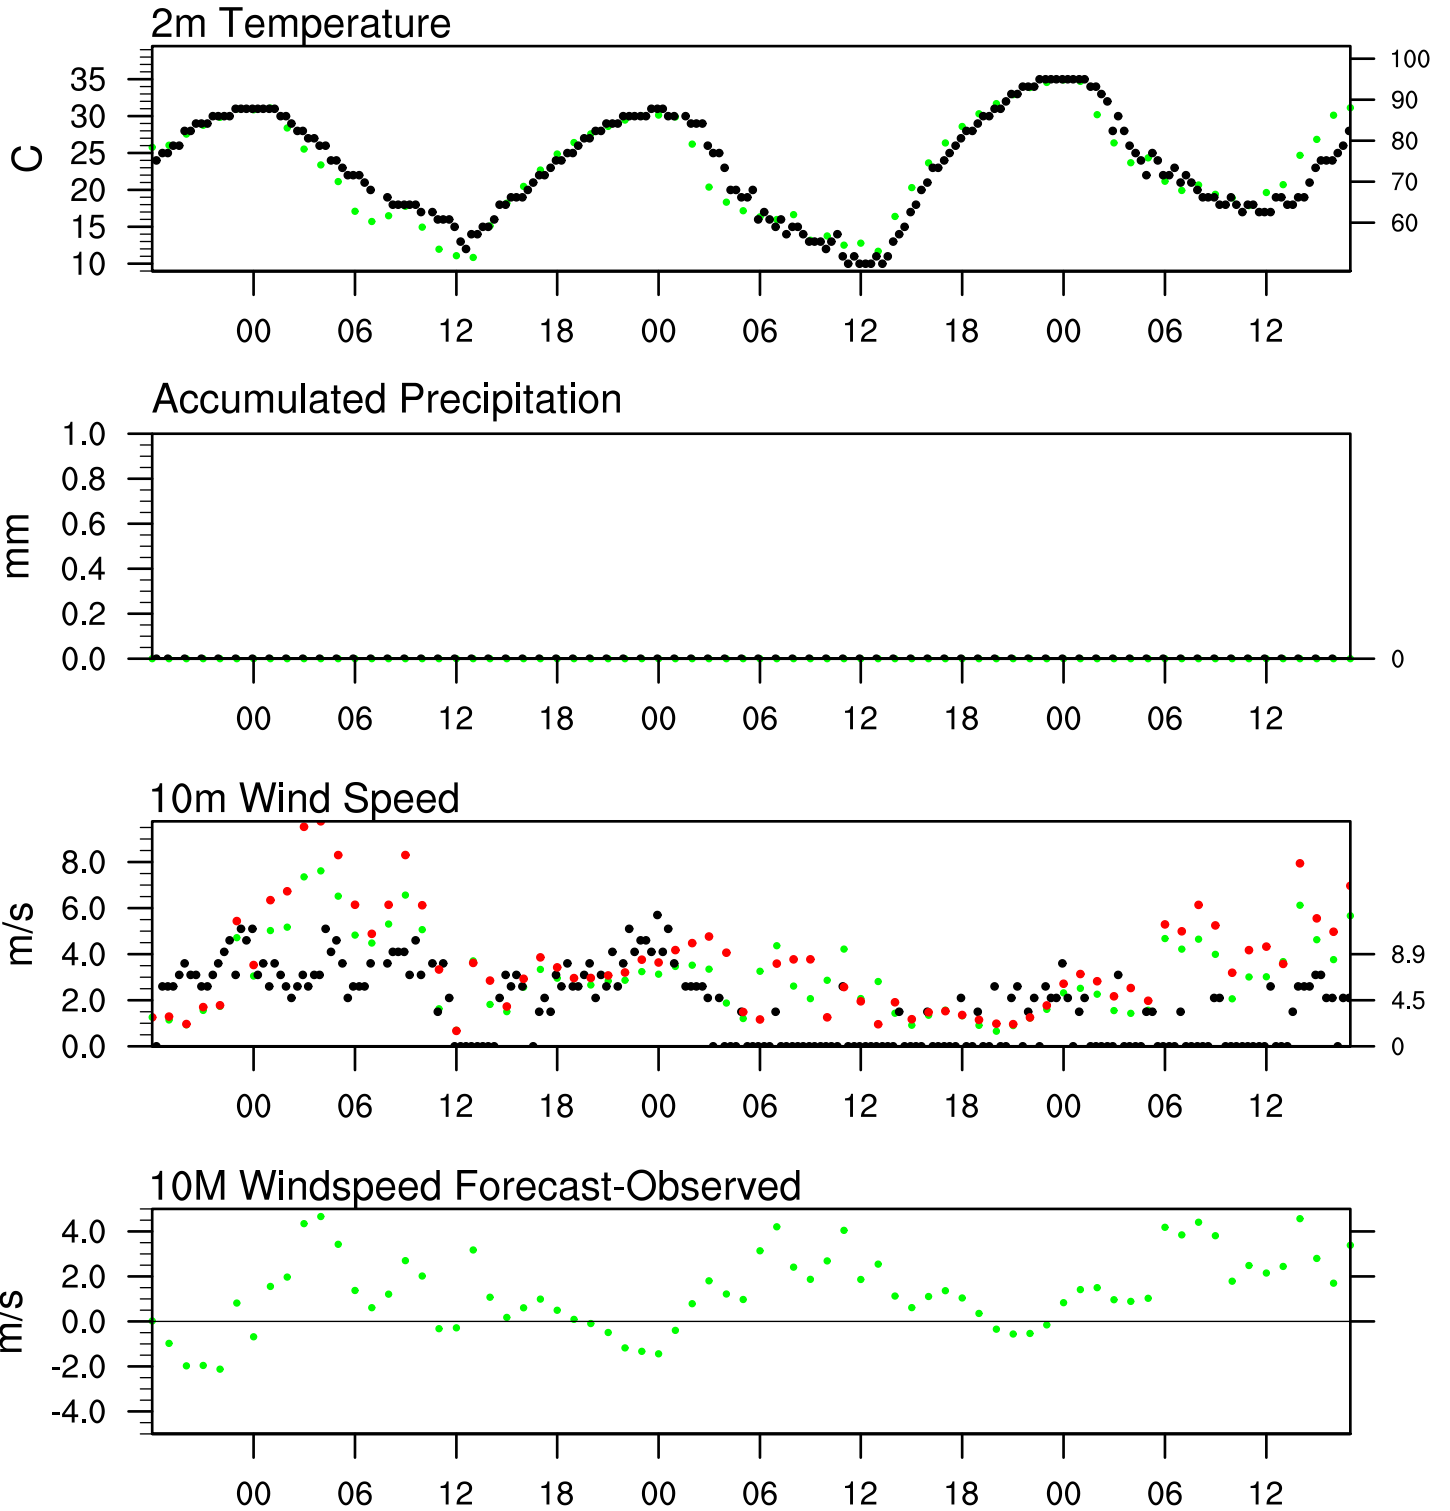 2m Temperature
C
35
30
25
20
15
10
100
90
80
70
60
00 06 12 18 00 06 12 18 00 06 12
Accumulated Precipitation
mm
1.0
0.8
0.6
0.4
0.2
0.0
0
00 06 12 18 00 06 12 18 00 06 12
10m Wind Speed
m/s
8.0
6.0
4.0
2.0
0.0
8.9
4.5
0
00 06 12 18 00 06 12 18 00 06 12
10M Windspeed Forecast-Observed
m/s
4.0
2.0
0.0
-2.0
-4.0
00 06 12 18 00 06 12 18 00 06 12